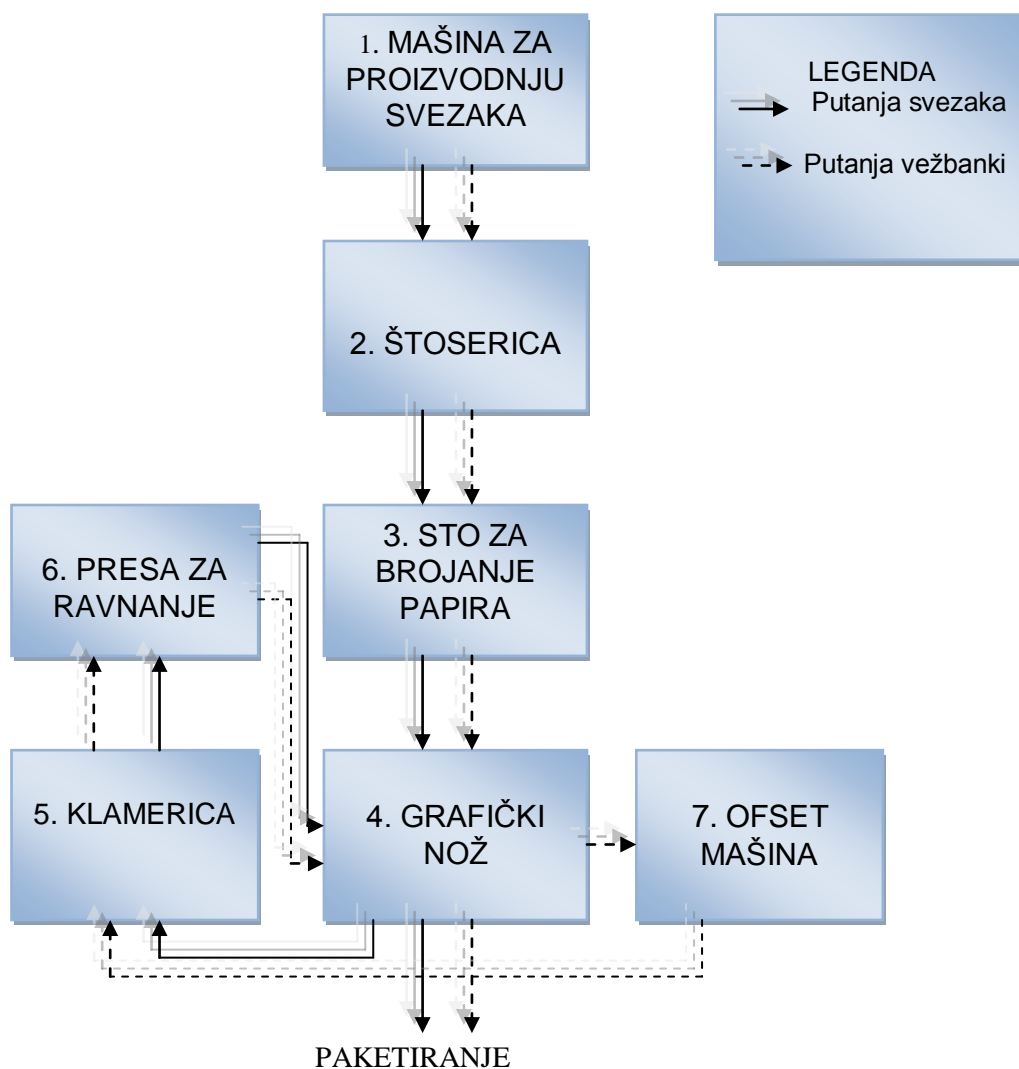 1. MAŠINA ZA
PROIZVODNJU
SVEZAKA
LEGENDA
Putanja svezaka
Putanja vežbanki
2. ŠTOSERICA
6. PRESA ZA
RAVNANJE
3. STO ZA
BROJANJE
PAPIRA
5. KLAMERICA
4. GRAFIČKI
NOŽ
7. OFSET
MAŠINA
PAKETIRANJE